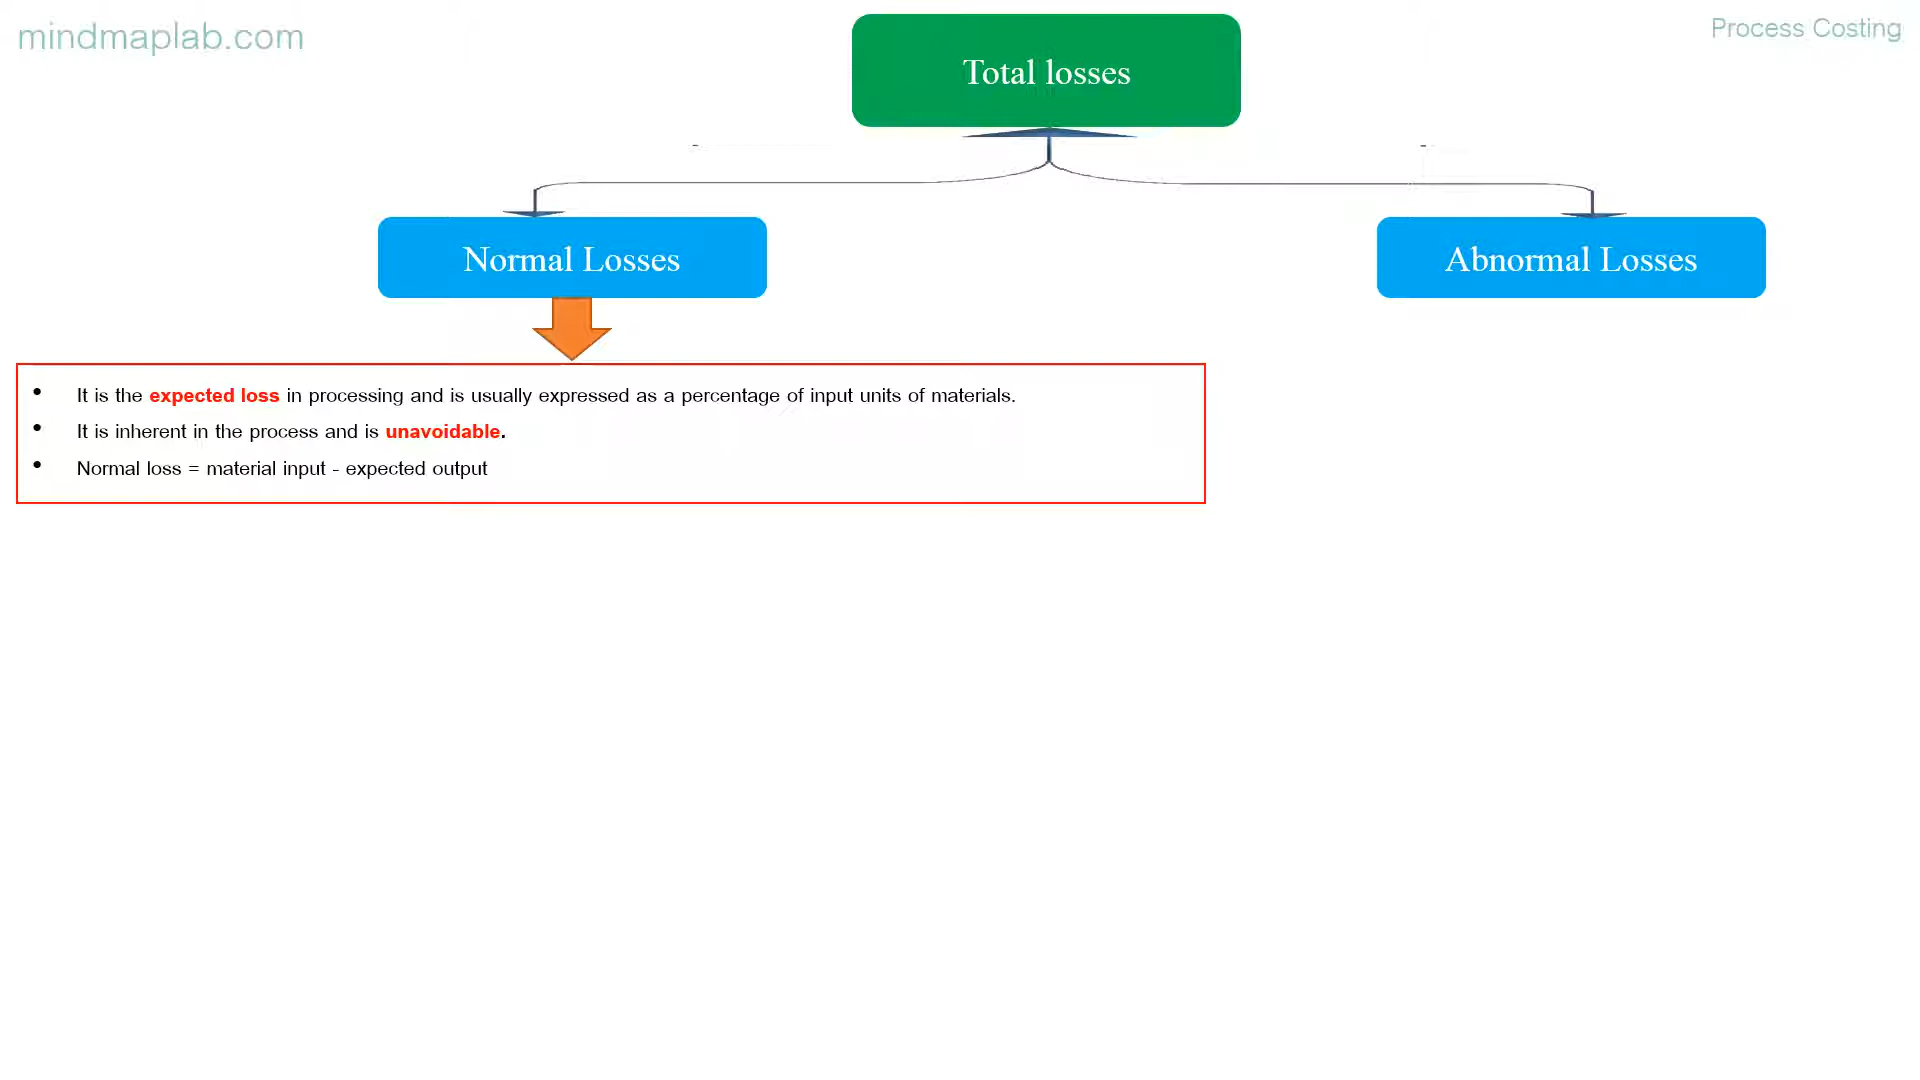 mindmaplab.com
Process Costing
Total losses
Normal Losses
Abnormal Losses
• It is the expected loss in processing and is usually expressed as a percentage of input units of materials.
• It is inherent in the process and is unavoidable.
• Normal loss = material input - expected output